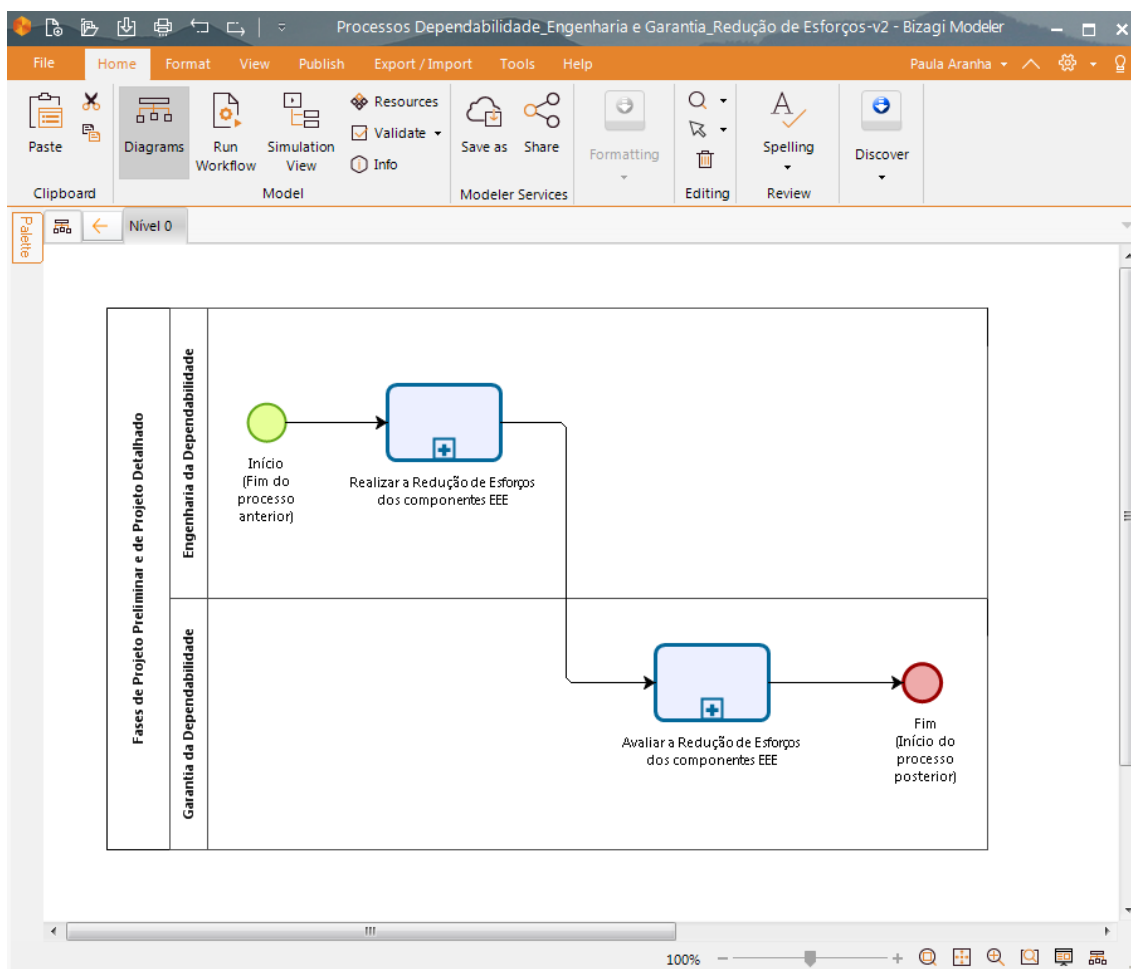 Processos Dependabilidade_Engenharia e Garantia_Redução de Esforços-v2 - Bizagi Modeler
File Home Format View Publish Export / Import Tools Help Paula Aranha
Paste
Diagrams
Run
Workflow
Simulation
View
Resources
Validate
Info
Save as
Share
Formatting
Spelling
Discover
Clipboard
Model
Modeler Services
Editing
Review
Palette
Nível 0
Fases de Projeto Preliminar e de Projeto Detalhado
Engenharia da Dependabilidade
Início
(Fim do
processo
anterior)
Realizar a Redução de Esforços
dos componentes EEE
Garantia da Dependabilidade
Avaliar a Redução de Esforços
dos componentes EEE
Fim
(Início do
processo
posterior)
100%